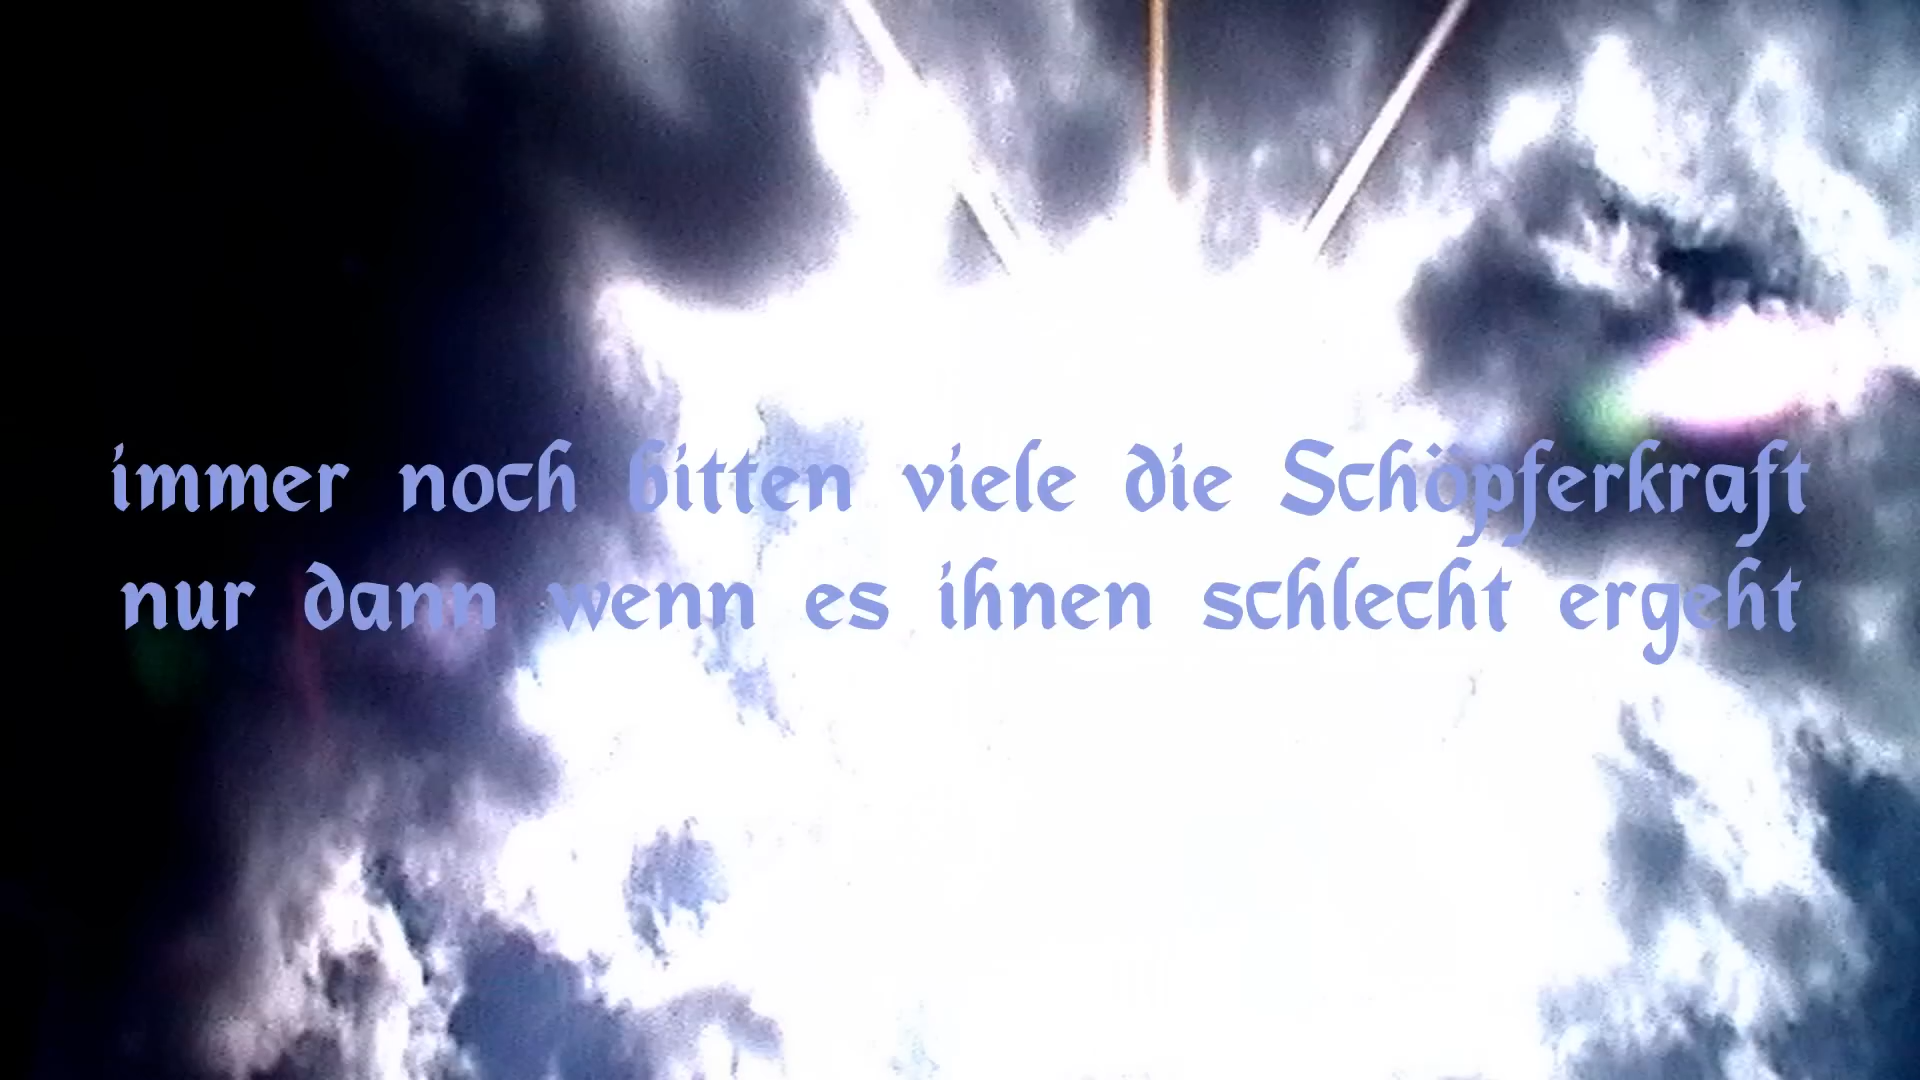 immer noch bitten viele die Schöpferkraft
nur dann wenn es ihnen schlecht ergeht